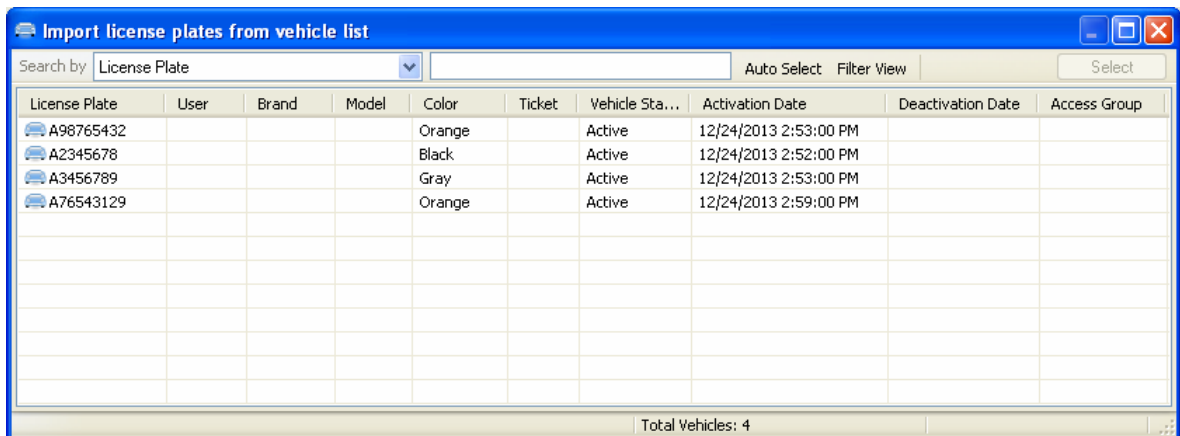 Import license plates from vehicle list
Search by License Plate Auto Select Filter View Select
License Plate User Brand Model Color Ticket Vehicle Sta... Activation Date Deactivation Date Access Group
A98765432 Orange Active 12/24/2013 2:53:00 PM
A2345678 Black Active 12/24/2013 2:52:00 PM
A3456789 Gray Active 12/24/2013 2:53:00 PM
A76543129 Orange Active 12/24/2013 2:59:00 PM
Total Vehicles: 4